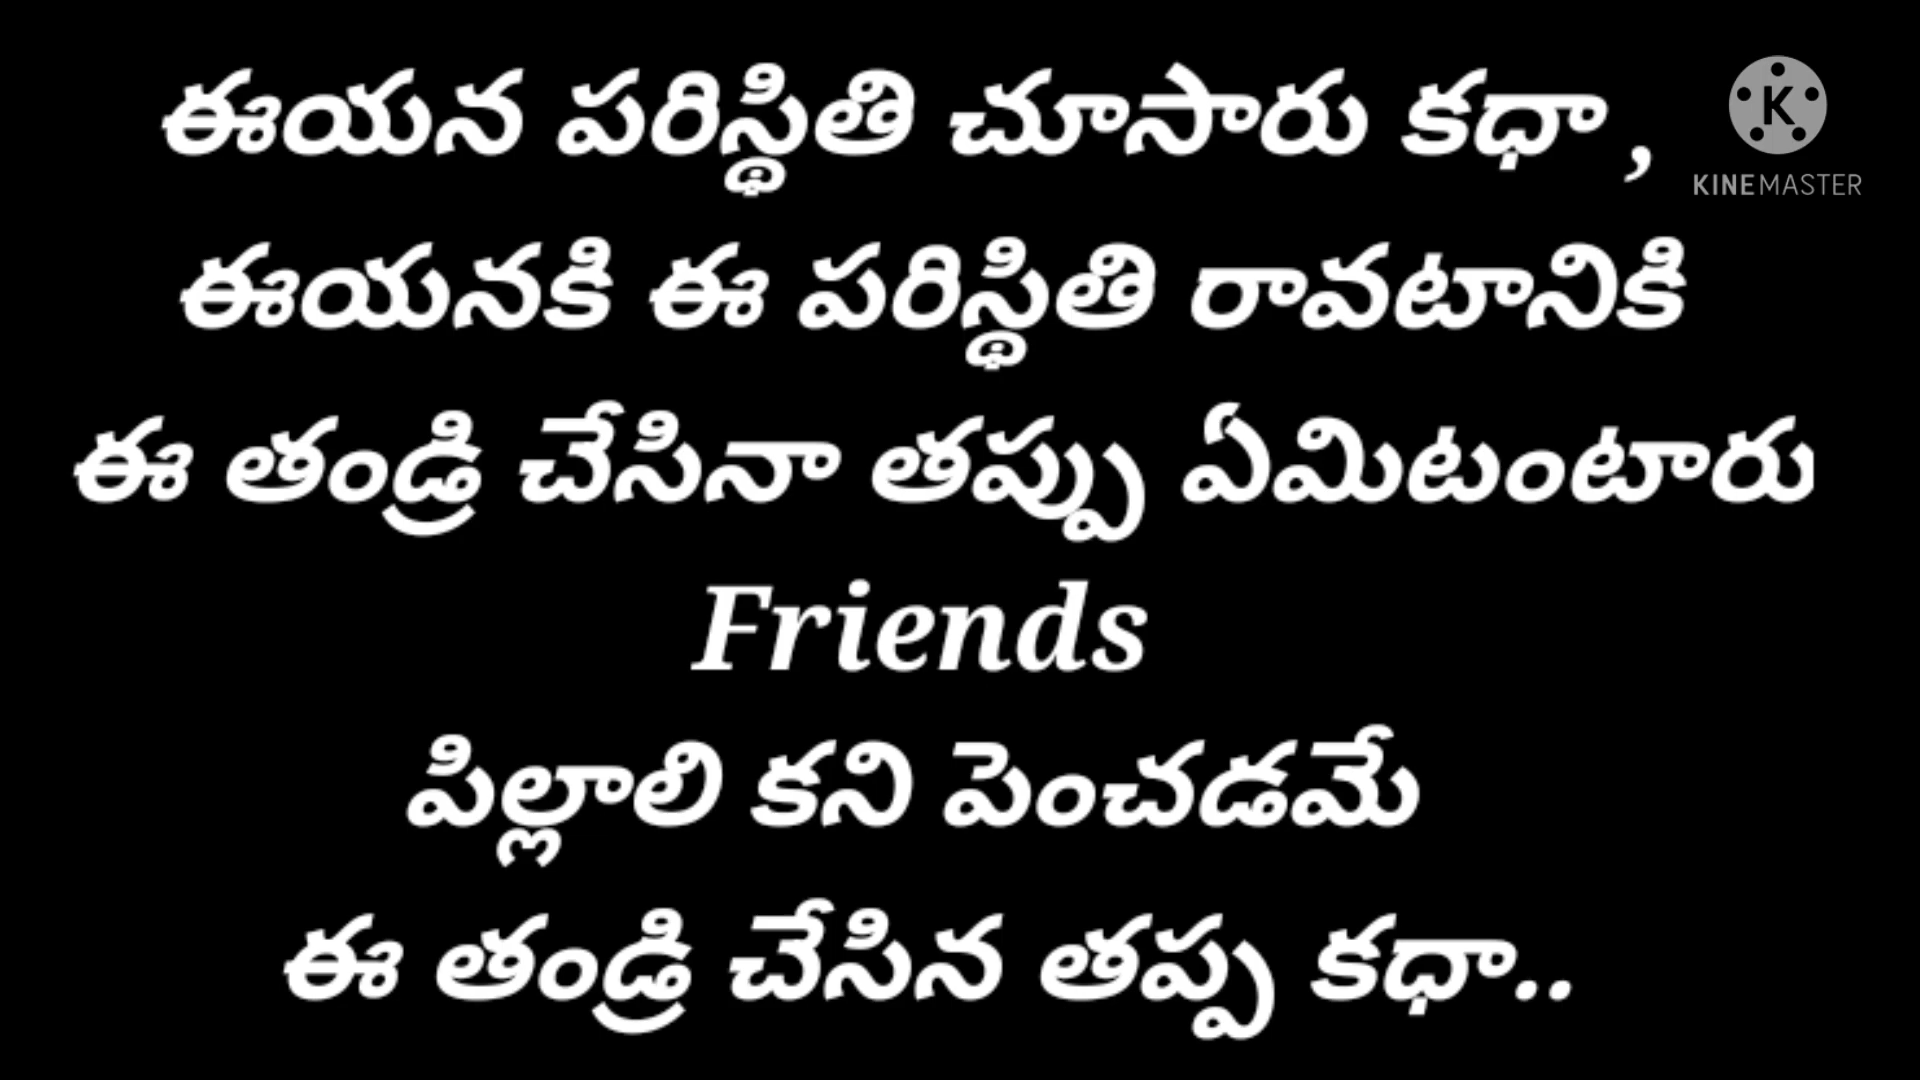 ఈయన పరిస్థితి చూసారు కధా ,
KINEMASTER
ఈయనకి ఈ పరిస్థితి రావటానికి
ఈ తండ్రి చేసినా తప్పు ఏమిటంటారు
Friends
పిల్లాలి కని పెంచడమే
ఈ తండ్రి చేసిన తప్ప కధా..